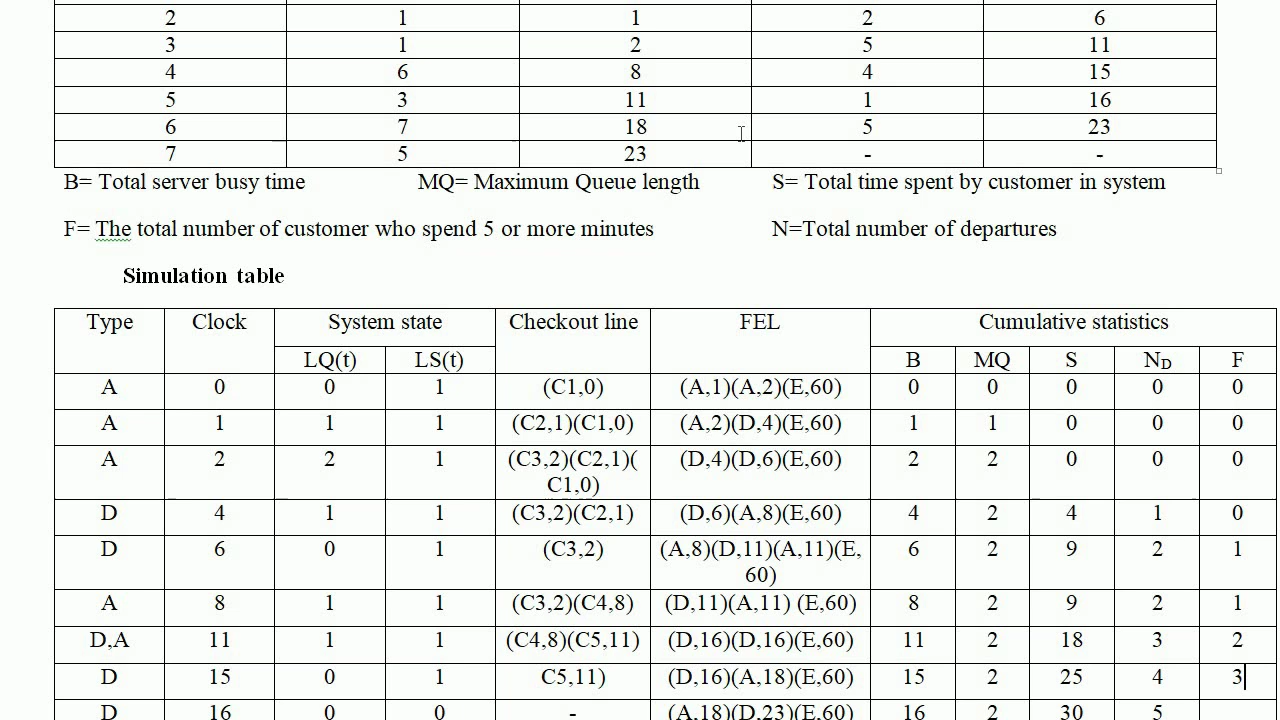 2 1 1 2 6
3 1 2 5 11
4 6 8 4 15
5 3 11 1 16
6 7 18 5 23
7 5 23 - -
B= Total server busy time MQ= Maximum Queue length S= Total time spent by customer in system
F= The total number of customer who spend 5 or more minutes N=Total number of departures
Simulation table
Type Clock System state Checkout line FEL Cumulative statistics
LQ(t) LS(t) B MQ S ND F
A 0 0 1 (C1,0) (A,1)(A,2)(E,60) 0 0 0 0 0
A 1 1 1 (C2,1)(C1,0) (A,2)(D,4)(E,60) 1 1 0 0 0
A 2 2 1 (C3,2)(C2,1)( (D,4)(D,6)(E,60) 2 2 0 0 0
C1,0)
D 4 1 1 (C3,2)(C2,1) (D,6)(A,8)(E,60) 4 2 4 1 0
D 6 0 1 (C3,2) (A,8)(D,11)(A,11)(E, 6 2 9 2 1
60)
A 8 1 1 (C3,2)(C4,8) (D,11)(A,11) (E,60) 8 2 9 2 1
D,A 11 1 1 (C4,8)(C5,11) (D,16)(D,16)(E,60) 11 2 18 3 2
D 15 0 1 C5,11) (D,16)(A,18)(E,60) 15 2 25 4 3
D 16 0 0 - (A,18)(D,23)(E,60) 16 2 30 5